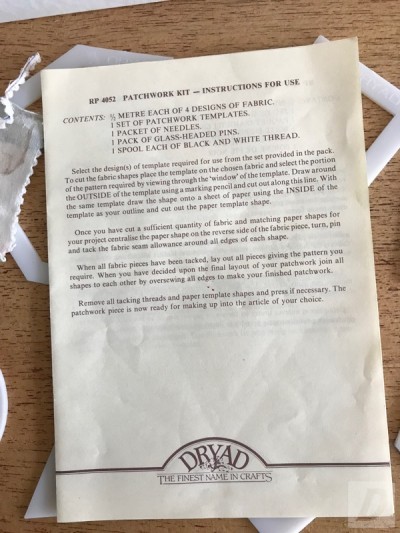 RP 4052 PATCHWORK KIT — INSTRUCTIONS FOR USE
CONTENTS: ½ METRE EACH OF 4 DESIGNS OF FABRIC.
1 SET OF PATCHWORK TEMPLATES.
1 PACKET OF NEEDLES.
1 PACK OF GLASS-HEADED PINS.
1 SPOOL EACH OF BLACK AND WHITE THREAD.
Select the design(s) of template required for use from the set provided in the pack.
To cut the fabric shapes place the template on the chosen fabric and select the portion
of the pattern required by viewing through the 'window' of the template. Draw around
the OUTSIDE of the template using a marking pencil and cut out along this line. With
the same template draw the shape onto a sheet of paper using the INSIDE of the
template as your outline and cut out the paper template shape.
Once you have cut a sufficient quantity of fabric and matching paper shapes for
your project centralise the paper shape on the reverse side of the fabric piece, turn, pin
and tack the fabric seam allowance around all edges of each shape.
When all fabric pieces have been tacked, lay out all pieces giving the pattern you
require. When you have decided upon the final layout of your patchwork join all
shapes to each other by oversewing all edges to make your finished patchwork.
Remove all tacking threads and paper template shapes and press if necessary. The
patchwork piece is now ready for making up into the article of your choice.
DRYAD
THE FINEST NAME IN CRAFTS